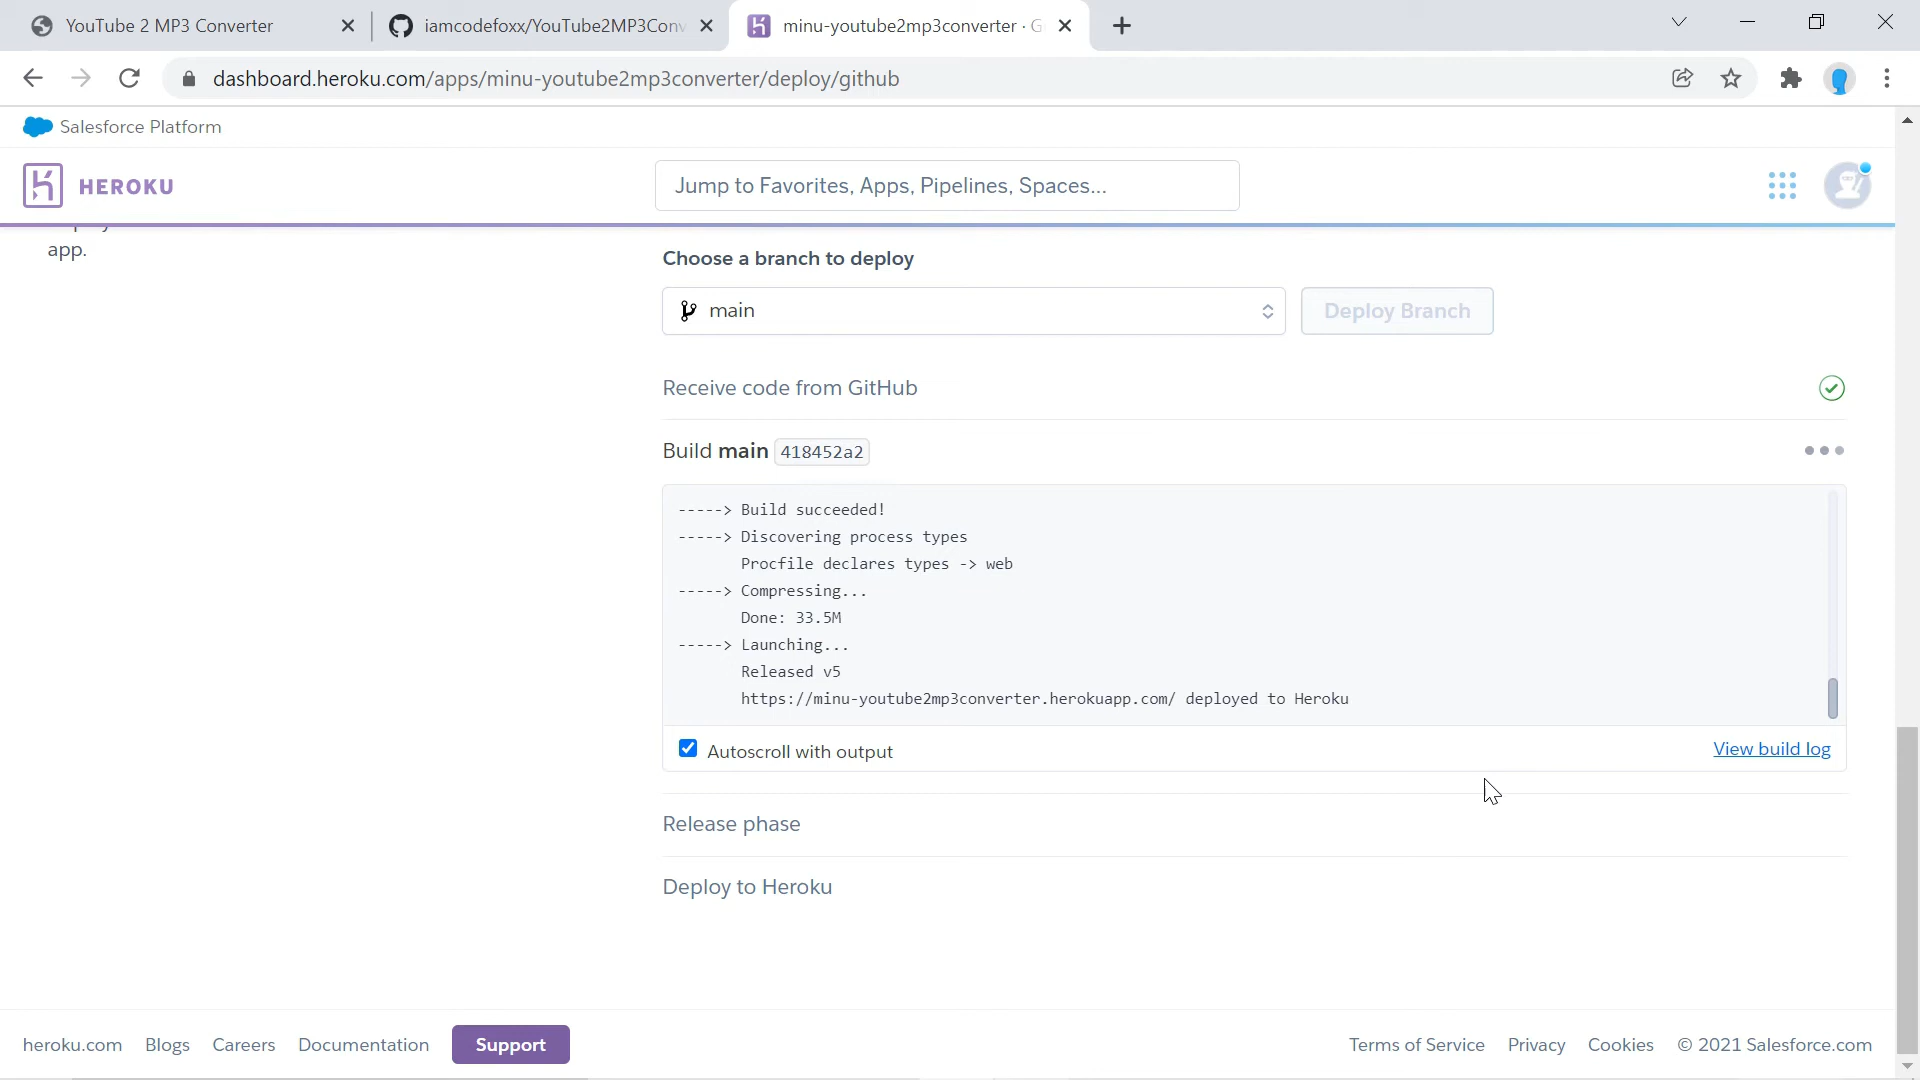 YouTube 2 MP3 Converter
iamcodefoxx/YouTube2MP3Conv
minu-youtube2mp3converter · G
dashboard.heroku.com/apps/minu-youtube2mp3converter/deploy/github
Salesforce Platform
HEROKU
Jump to Favorites, Apps, Pipelines, Spaces...
app.
Choose a branch to deploy
main
Deploy Branch
Receive code from GitHub
Build main 418452a2
-----> Build succeeded!
-----> Discovering process types
Procfile declares types -> web
-----> Compressing...
Done: 33.5M
-----> Launching...
Released v5
https://minu-youtube2mp3converter.herokuapp.com/ deployed to Heroku
Autoscroll with output
View build log
Release phase
Deploy to Heroku
heroku.com Blogs Careers Documentation Support Terms of Service Privacy Cookies © 2021 Salesforce.com